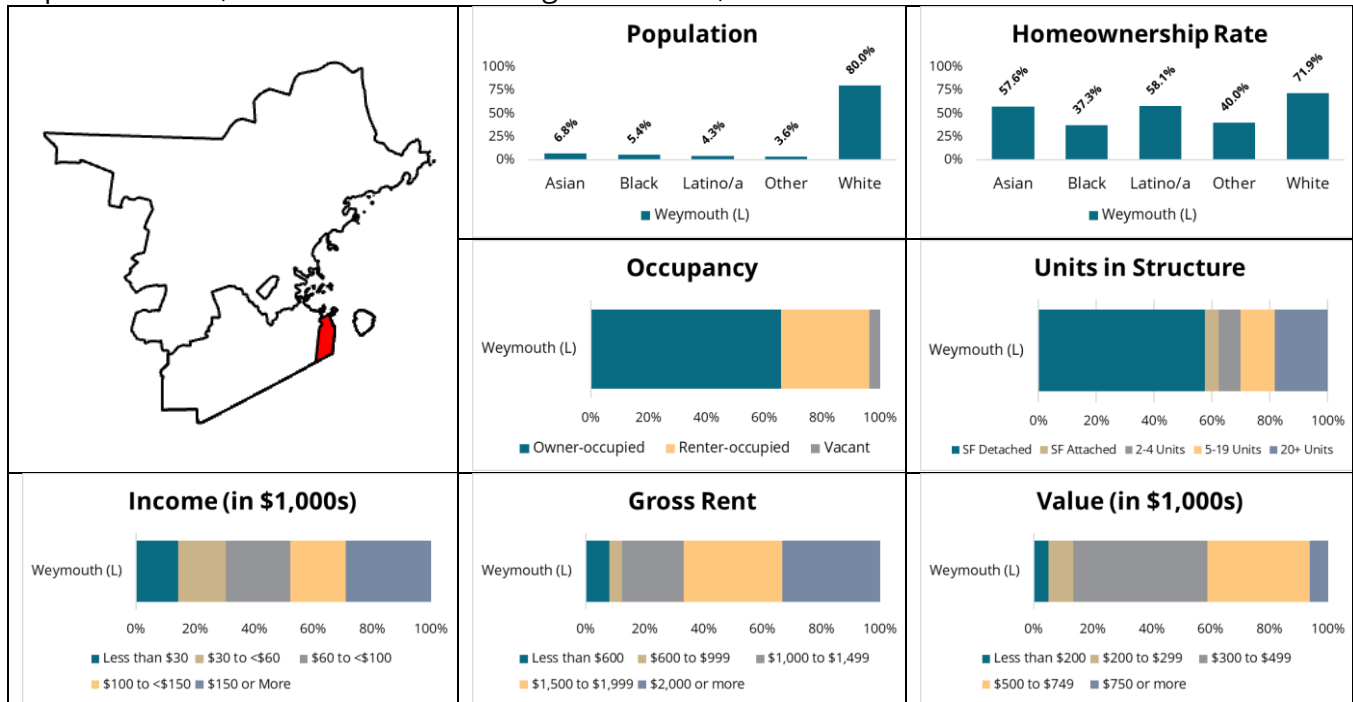 Population
100%
75%
50%
25%
0%
6.8%
5.4%
4.3%
3.6%
80.0%
Asian Black Latino/a Other White
Weymouth (L)
Homeownership Rate
100%
75%
50%
25%
0%
57.6%
37.3%
58.1%
40.0%
71.9%
Asian Black Latino/a Other White
Weymouth (L)
Occupancy
Weymouth (L)
0% 20% 40% 60% 80% 100%
Owner-occupied Renter-occupied Vacant
Units in Structure
Weymouth (L)
0% 20% 40% 60% 80% 100%
SF Detached SF Attached 2-4 Units 5-19 Units 20+ Units
Income (in $1,000s)
Weymouth (L)
0% 20% 40% 60% 80% 100%
Less than $30 $30 to <$60 $60 to <$100
$100 to <$150 $150 or More
Gross Rent
Weymouth (L)
0% 20% 40% 60% 80% 100%
Less than $600 $600 to $999 $1,000 to $1,499
$1,500 to $1,999 $2,000 or more
Value (in $1,000s)
Weymouth (L)
0% 20% 40% 60% 80% 100%
Less than $200 $200 to $299 $300 to $499
$500 to $749 $750 or more